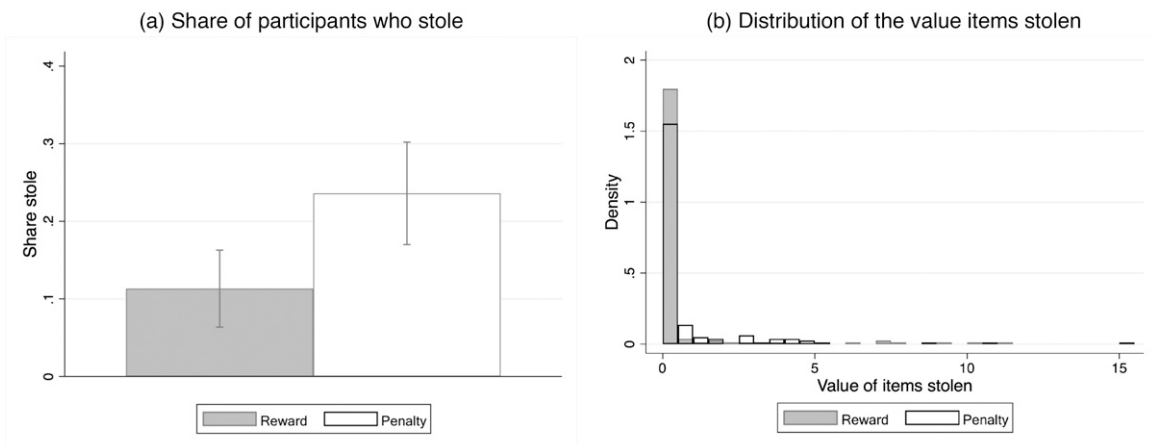 (a) Share of participants who stole
Share stole
.4
.3
.2
.1
0
Reward
Penalty
(b) Distribution of the value items stolen
Density
2
1.5
1
.5
0
0
5
10
15
Value of items stolen
Reward
Penalty